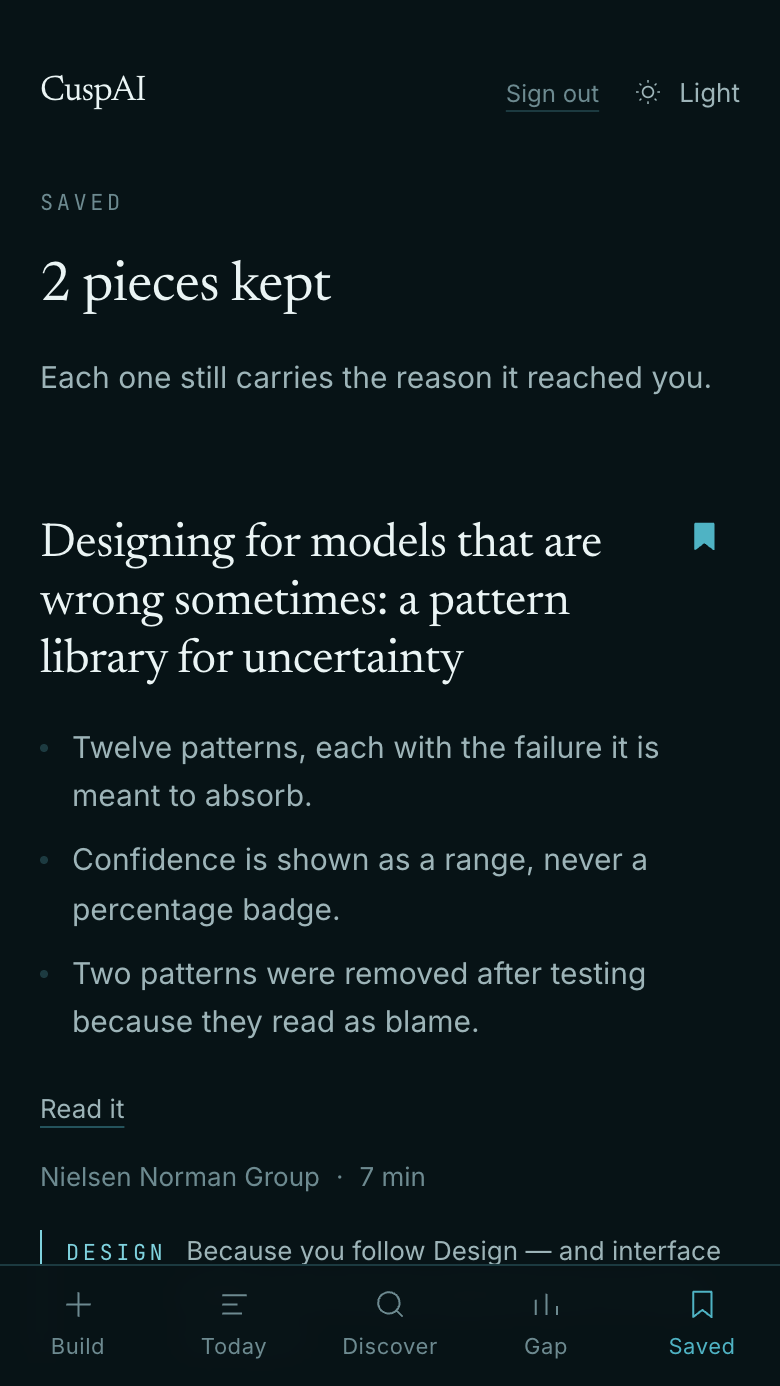 CuspAI
Sign out
Light
SAVED
2 pieces kept
Each one still carries the reason it reached you.
Designing for models that are
wrong sometimes: a pattern
library for uncertainty
Twelve patterns, each with the failure it is
meant to absorb.
Confidence is shown as a range, never a
percentage badge.
Two patterns were removed after testing
because they read as blame.
Read it
Nielsen Norman Group · 7 min
DESIGN Because you follow Design — and interface
Build
Today
Discover
Gap
Saved